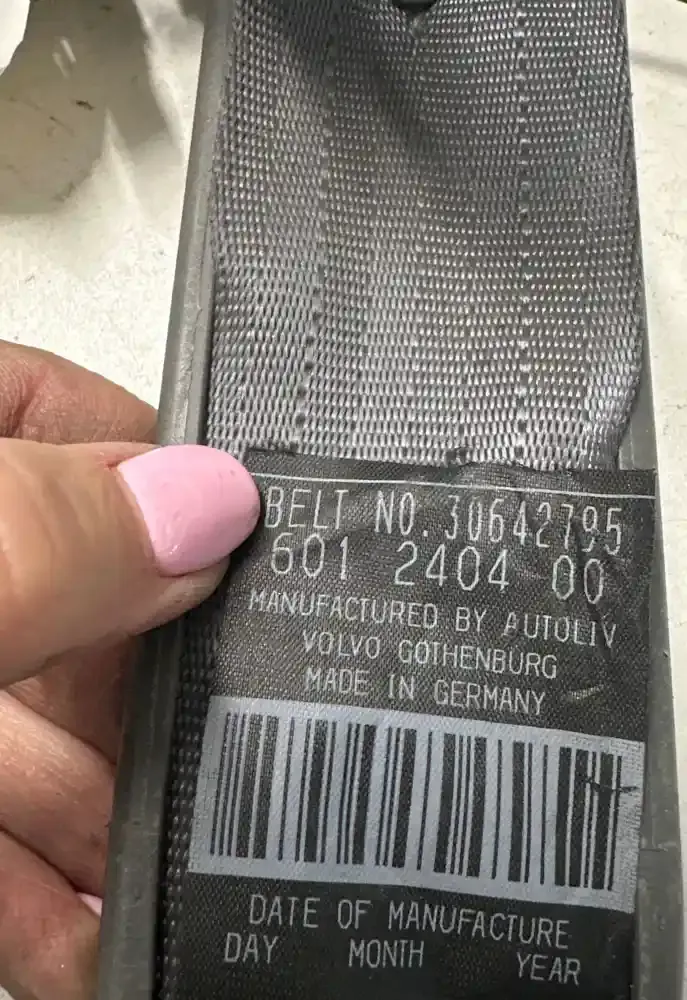 BELT NO. 30642795
601 2404 00
MANUFACTURED BY AUTOLIV
VOLVO GOTHENBURG
MADE IN GERMANY
DATE OF MANUFACTURE
DAY MONTH YEAR